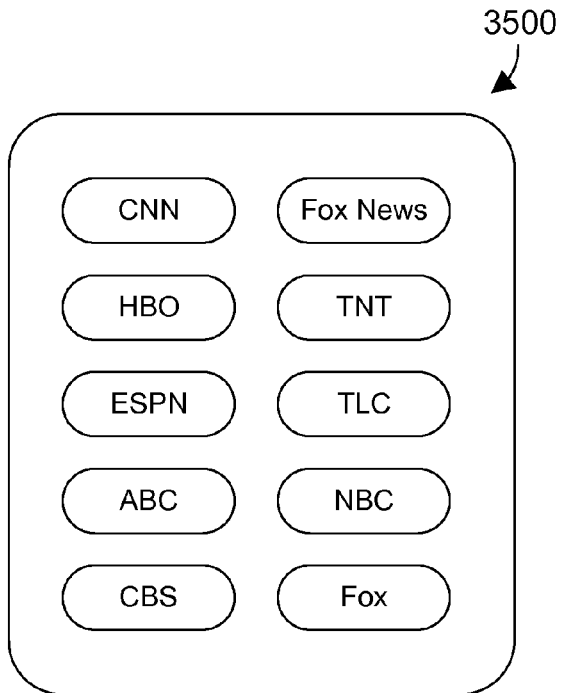 3500
CNN Fox News
HBO TNT
ESPN TLC
ABC NBC
CBS Fox